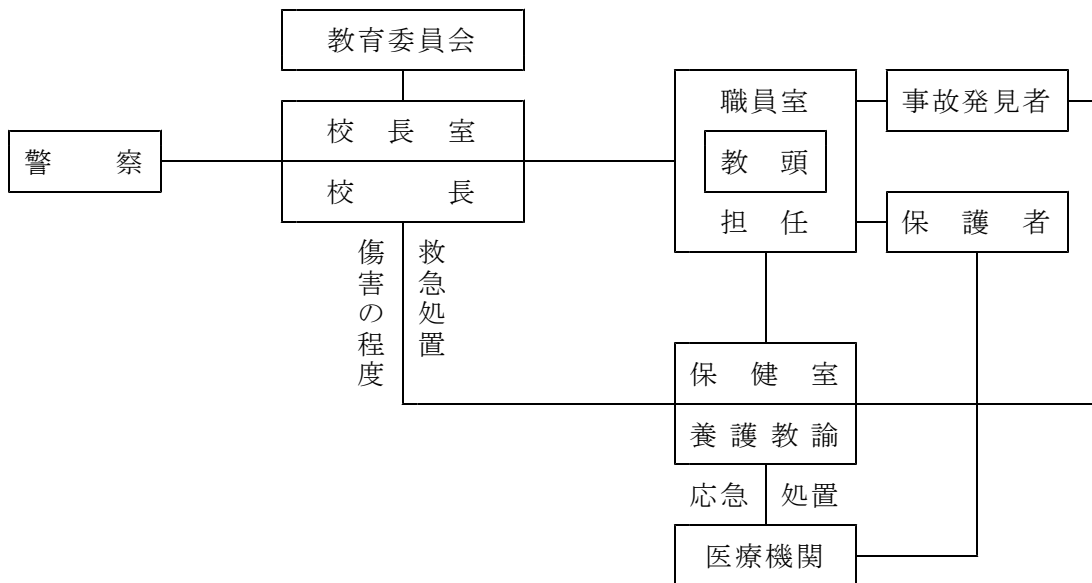 教育委員会
校長室
校長
警察
職員室
教頭
担任
事故発見者
保護者
傷害の程度
救急処置
保健室
養護教諭
応急処置
医療機関